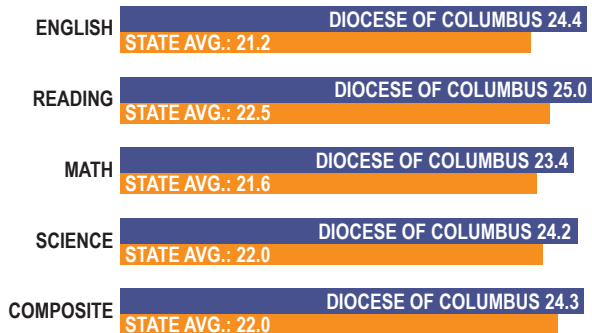 ENGLISH
DIOCESE OF COLUMBUS 24.4
STATE AVG.: 21.2
READING
DIOCESE OF COLUMBUS 25.0
STATE AVG.: 22.5
MATH
DIOCESE OF COLUMBUS 23.4
STATE AVG.: 21.6
SCIENCE
DIOCESE OF COLUMBUS 24.2
STATE AVG.: 22.0
COMPOSITE
DIOCESE OF COLUMBUS 24.3
STATE AVG.: 22.0